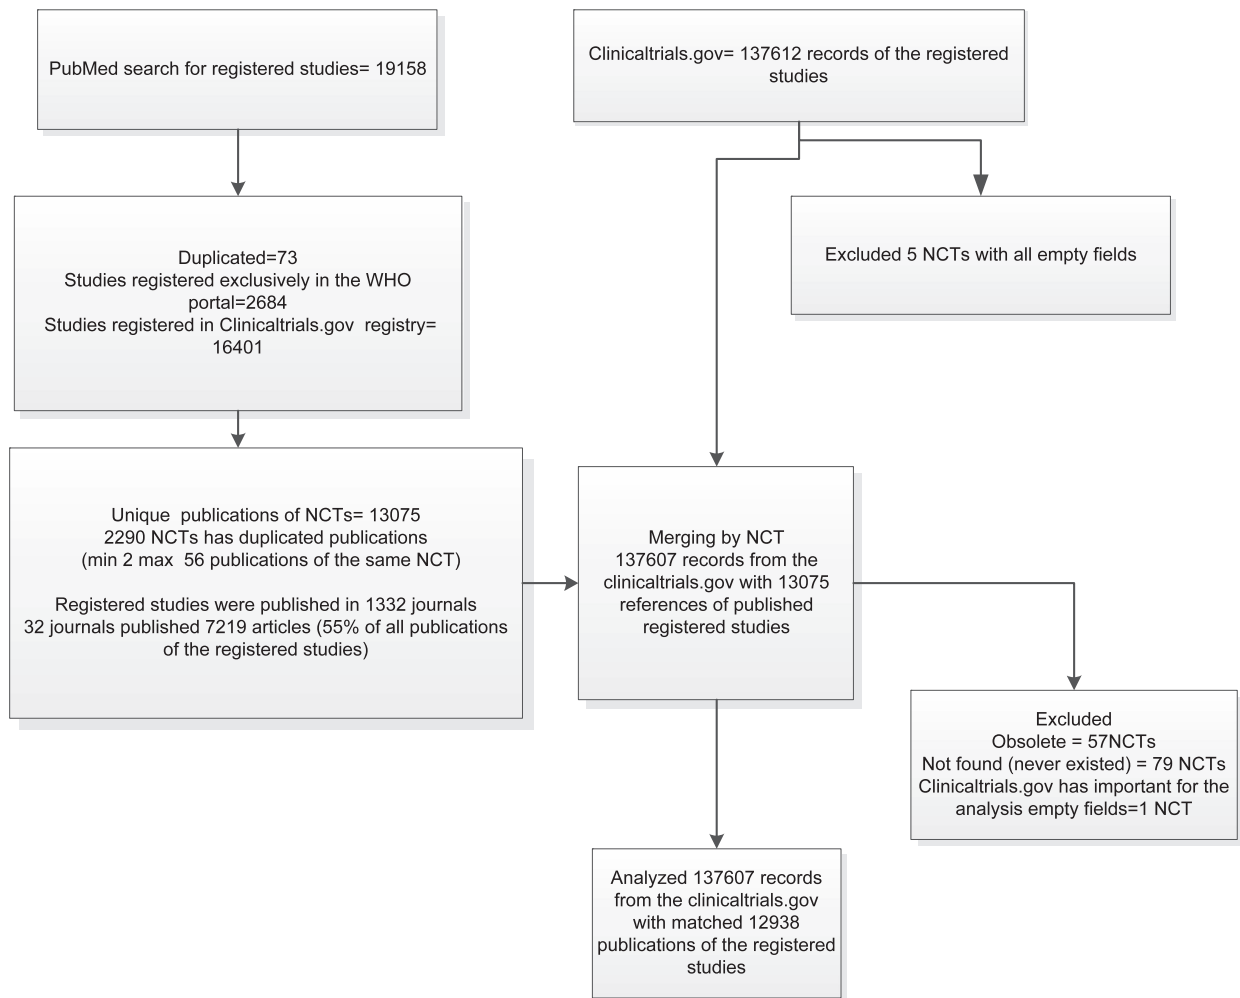 PubMed search for registered studies= 19158
Clinicaltrials.gov= 137612 records of the registered
studies
Duplicated=73
Studies registered exclusively in the WHO
portal=2684
Studies registered in Clinicaltrials.gov registry=
16401
Excluded 5 NCTs with all empty fields
Unique publications of NCTs= 13075
2290 NCTs has duplicated publications
(min 2 max 56 publications of the same NCT)
Registered studies were published in 1332 journals
32 journals published 7219 articles (55% of all publications
of the registered studies)
Merging by NCT
137607 records from the
clinicaltrials.gov with 13075
references of published
registered studies
Excluded
Obsolete = 57NCTs
Not found (never existed) = 79 NCTs
Clinicaltrials.gov has important for the
analysis empty fields=1 NCT
Analyzed 137607 records
from the clinicaltrials.gov
with matched 12938
publications of the registered
studies